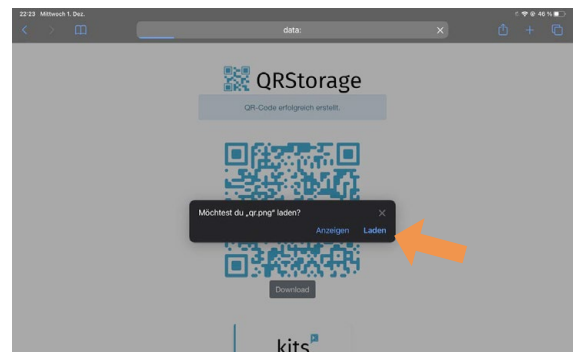 22:23 Mittwoch 1. Dez.
46 %
data:
QRStorage
QR-Code erfolgreich erstellt.
Möchtest du „qr.png“ laden?
Anzeigen Laden
Download
kits